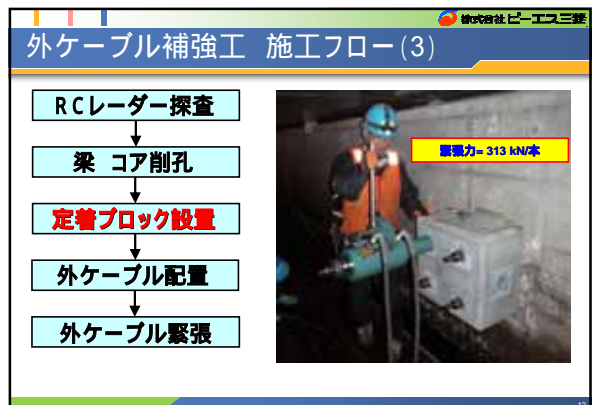 株式会社ピーエス三菱
外ケーブル補強工 施工フロー(3)
RCレーダー探査
梁 コア削孔
定着ブロック設置
外ケーブル配置
外ケーブル緊張
緊張力= 313 kN/本